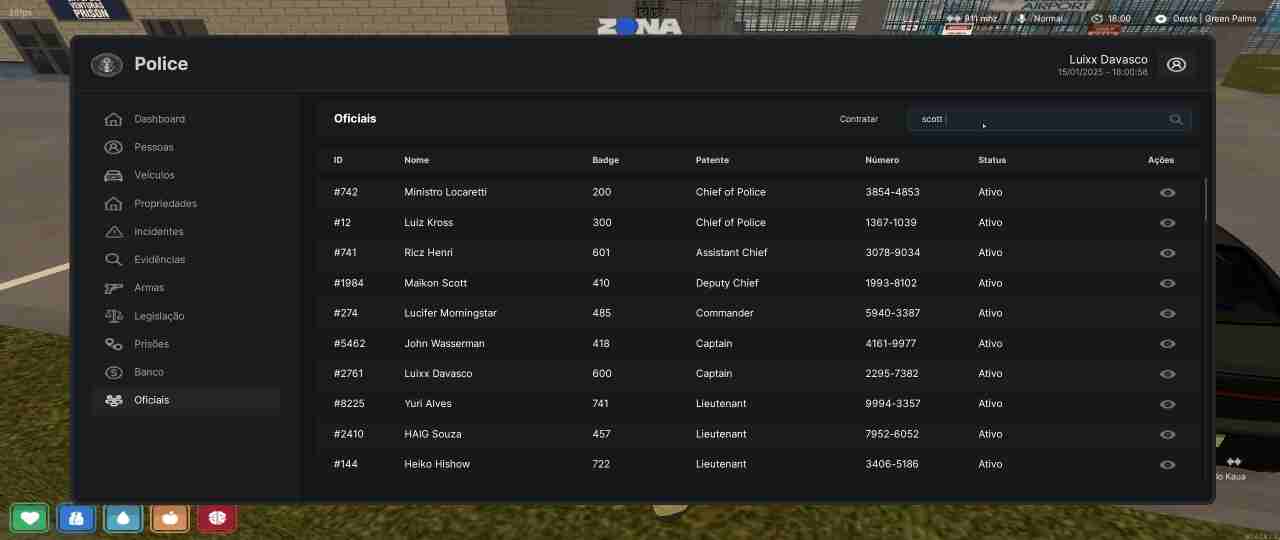 VENTURAS
PRISON
ZONA
AIRPORT
911 mhz Normal 18:00 Oeste | Green Palms
Police
Luixx Davasco
15/01/2025 - 18:00:58
Dashboard
Pessoas
Veículos
Propriedades
Incidentes
Evidências
Armas
Legislação
Prisões
Banco
Oficiais
Oficiais Contratar scott
ID Nome Badge Patente Número Status Ações
#742 Ministro Locaretti 200 Chief of Police 3854-4853 Ativo
#12 Luiz Kross 300 Chief of Police 1367-1039 Ativo
#741 Ricz Henri 601 Assistant Chief 3078-9034 Ativo
#1984 Maikon Scott 410 Deputy Chief 1993-8102 Ativo
#274 Lucifer Morningstar 485 Commander 5940-3387 Ativo
#5462 John Wasserman 418 Captain 4161-9977 Ativo
#2761 Luixx Davasco 600 Captain 2295-7382 Ativo
#8225 Yuri Alves 741 Lieutenant 9994-3357 Ativo
#2410 HAIG Souza 457 Lieutenant 7952-6052 Ativo
#144 Heiko Hishow 722 Lieutenant 3406-5186 Ativo
Kaua